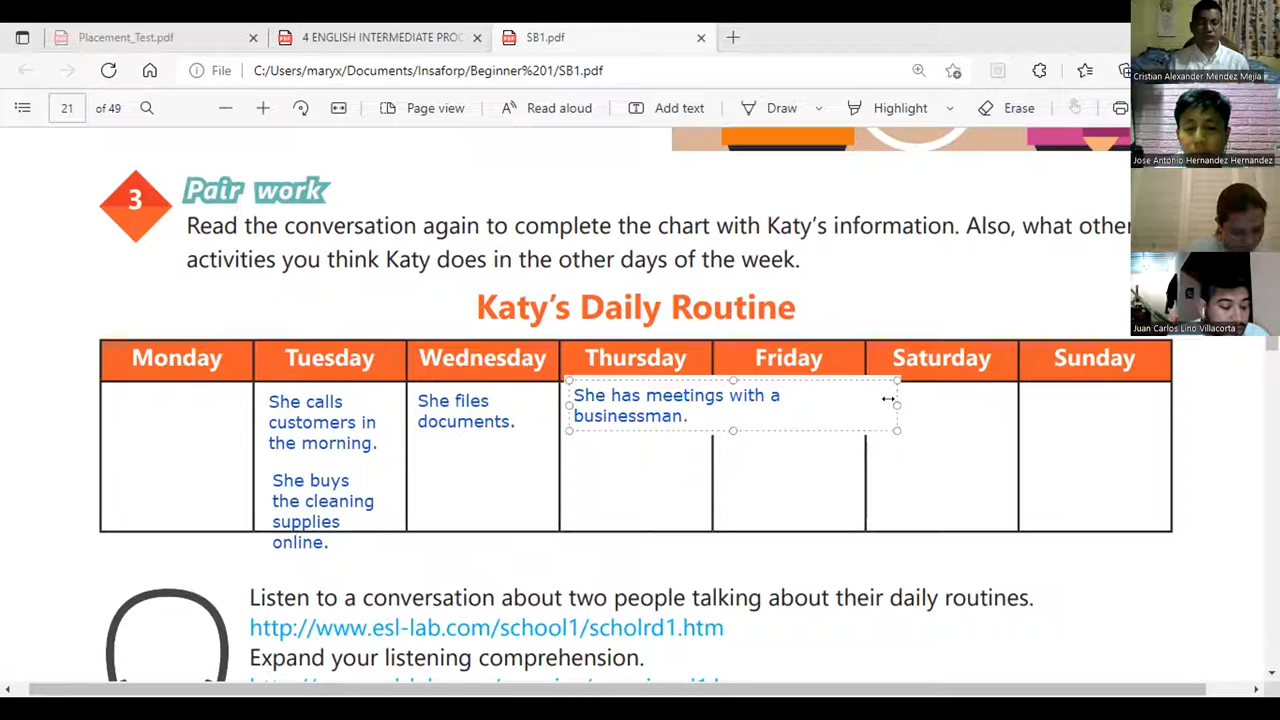 Placement_Test.pdf
4 ENGLISH INTERMEDIATE PROC
SB1.pdf
File
C:/Users/maryx/Documents/Insaforp/Beginner%201/SB1.pdf
21 of 49
Page view
Read aloud
Add text
Draw
Highlight
Erase
Cristian Alexander Mendez Mejia
Jose Antonio Hernandez Hernandez
Juan Carlos Lino Villacorta
3
Pair work
Read the conversation again to complete the chart with Katy's information. Also, what other
activities you think Katy does in the other days of the week.
Katy's Daily Routine
Monday Tuesday Wednesday Thursday Friday Saturday Sunday
She calls
customers in
the morning.
She buys
the cleaning
supplies
online.
She files
documents.
She has meetings with a
businessman.
Listen to a conversation about two people talking about their daily routines.
http://www.esl-lab.com/school1/scholrd1.htm
Expand your listening comprehension.